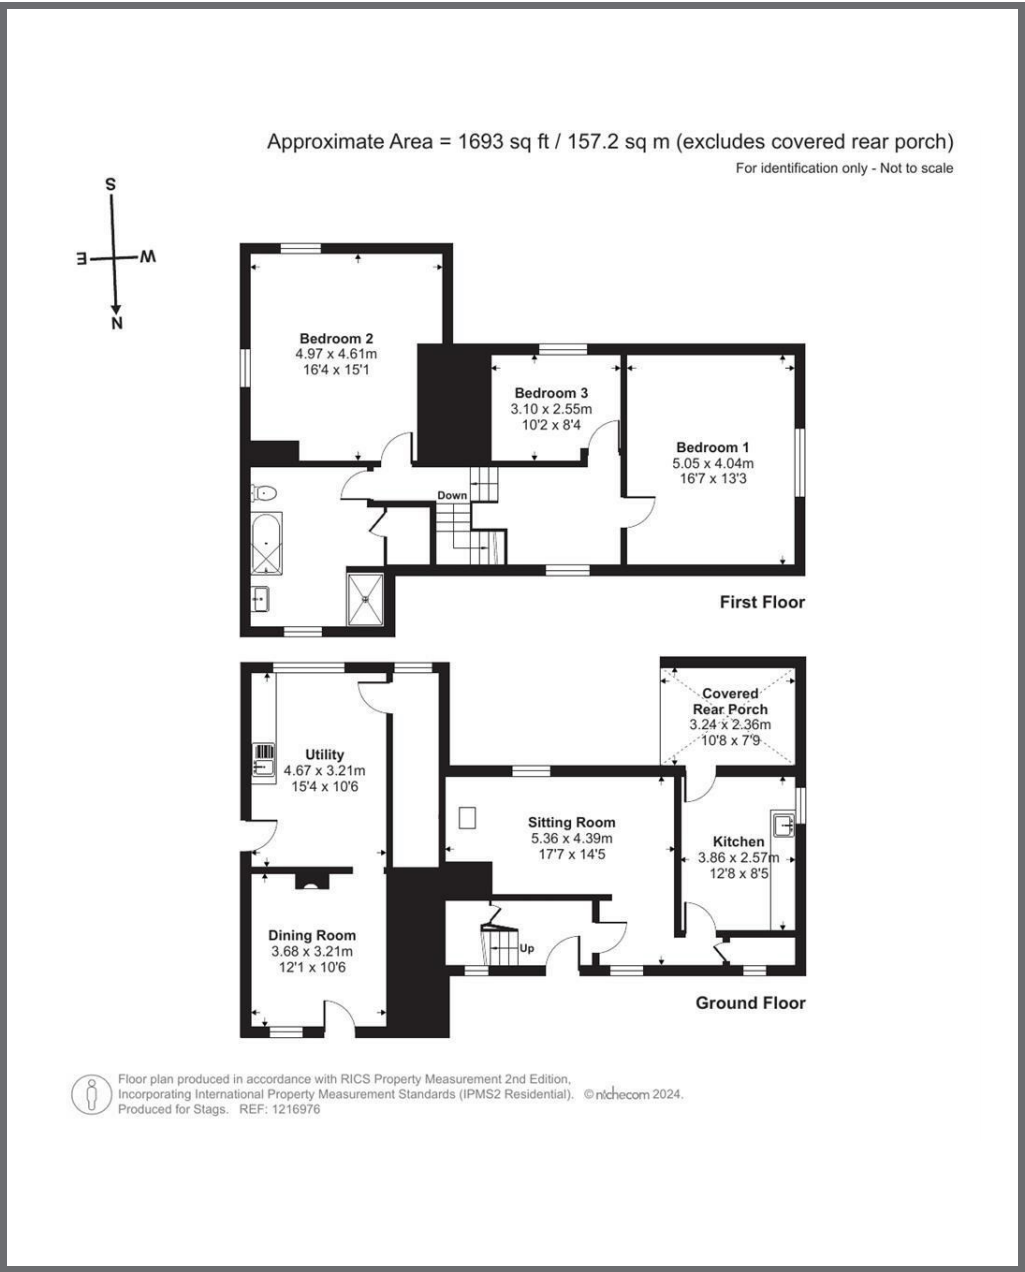 Approximate Area = 1693 sq ft / 157.2 sq m (excludes covered rear porch)
For identification only - Not to scale
S
E
W
N
Bedroom 2
4.97 x 4.61m
16'4 x 15'1
Bedroom 3
3.10 x 2.55m
10'2 x 8'4
Bedroom 1
5.05 x 4.04m
16'7 x 13'3
Down
First Floor
Covered
Rear Porch
3.24 x 2.36m
10'8 x 7'9
Utility
4.67 x 3.21m
15'4 x 10'6
Sitting Room
5.36 x 4.39m
17'7 x 14'5
Kitchen
3.86 x 2.57m
12'8 x 8'5
Dining Room
3.68 x 3.21m
12'1 x 10'6
Up
Ground Floor
Floor plan produced in accordance with RICS Property Measurement 2nd Edition,
Incorporating International Property Measurement Standards (IPMS2 Residential). © nichecom 2024.
Produced for Stags. REF: 1216976